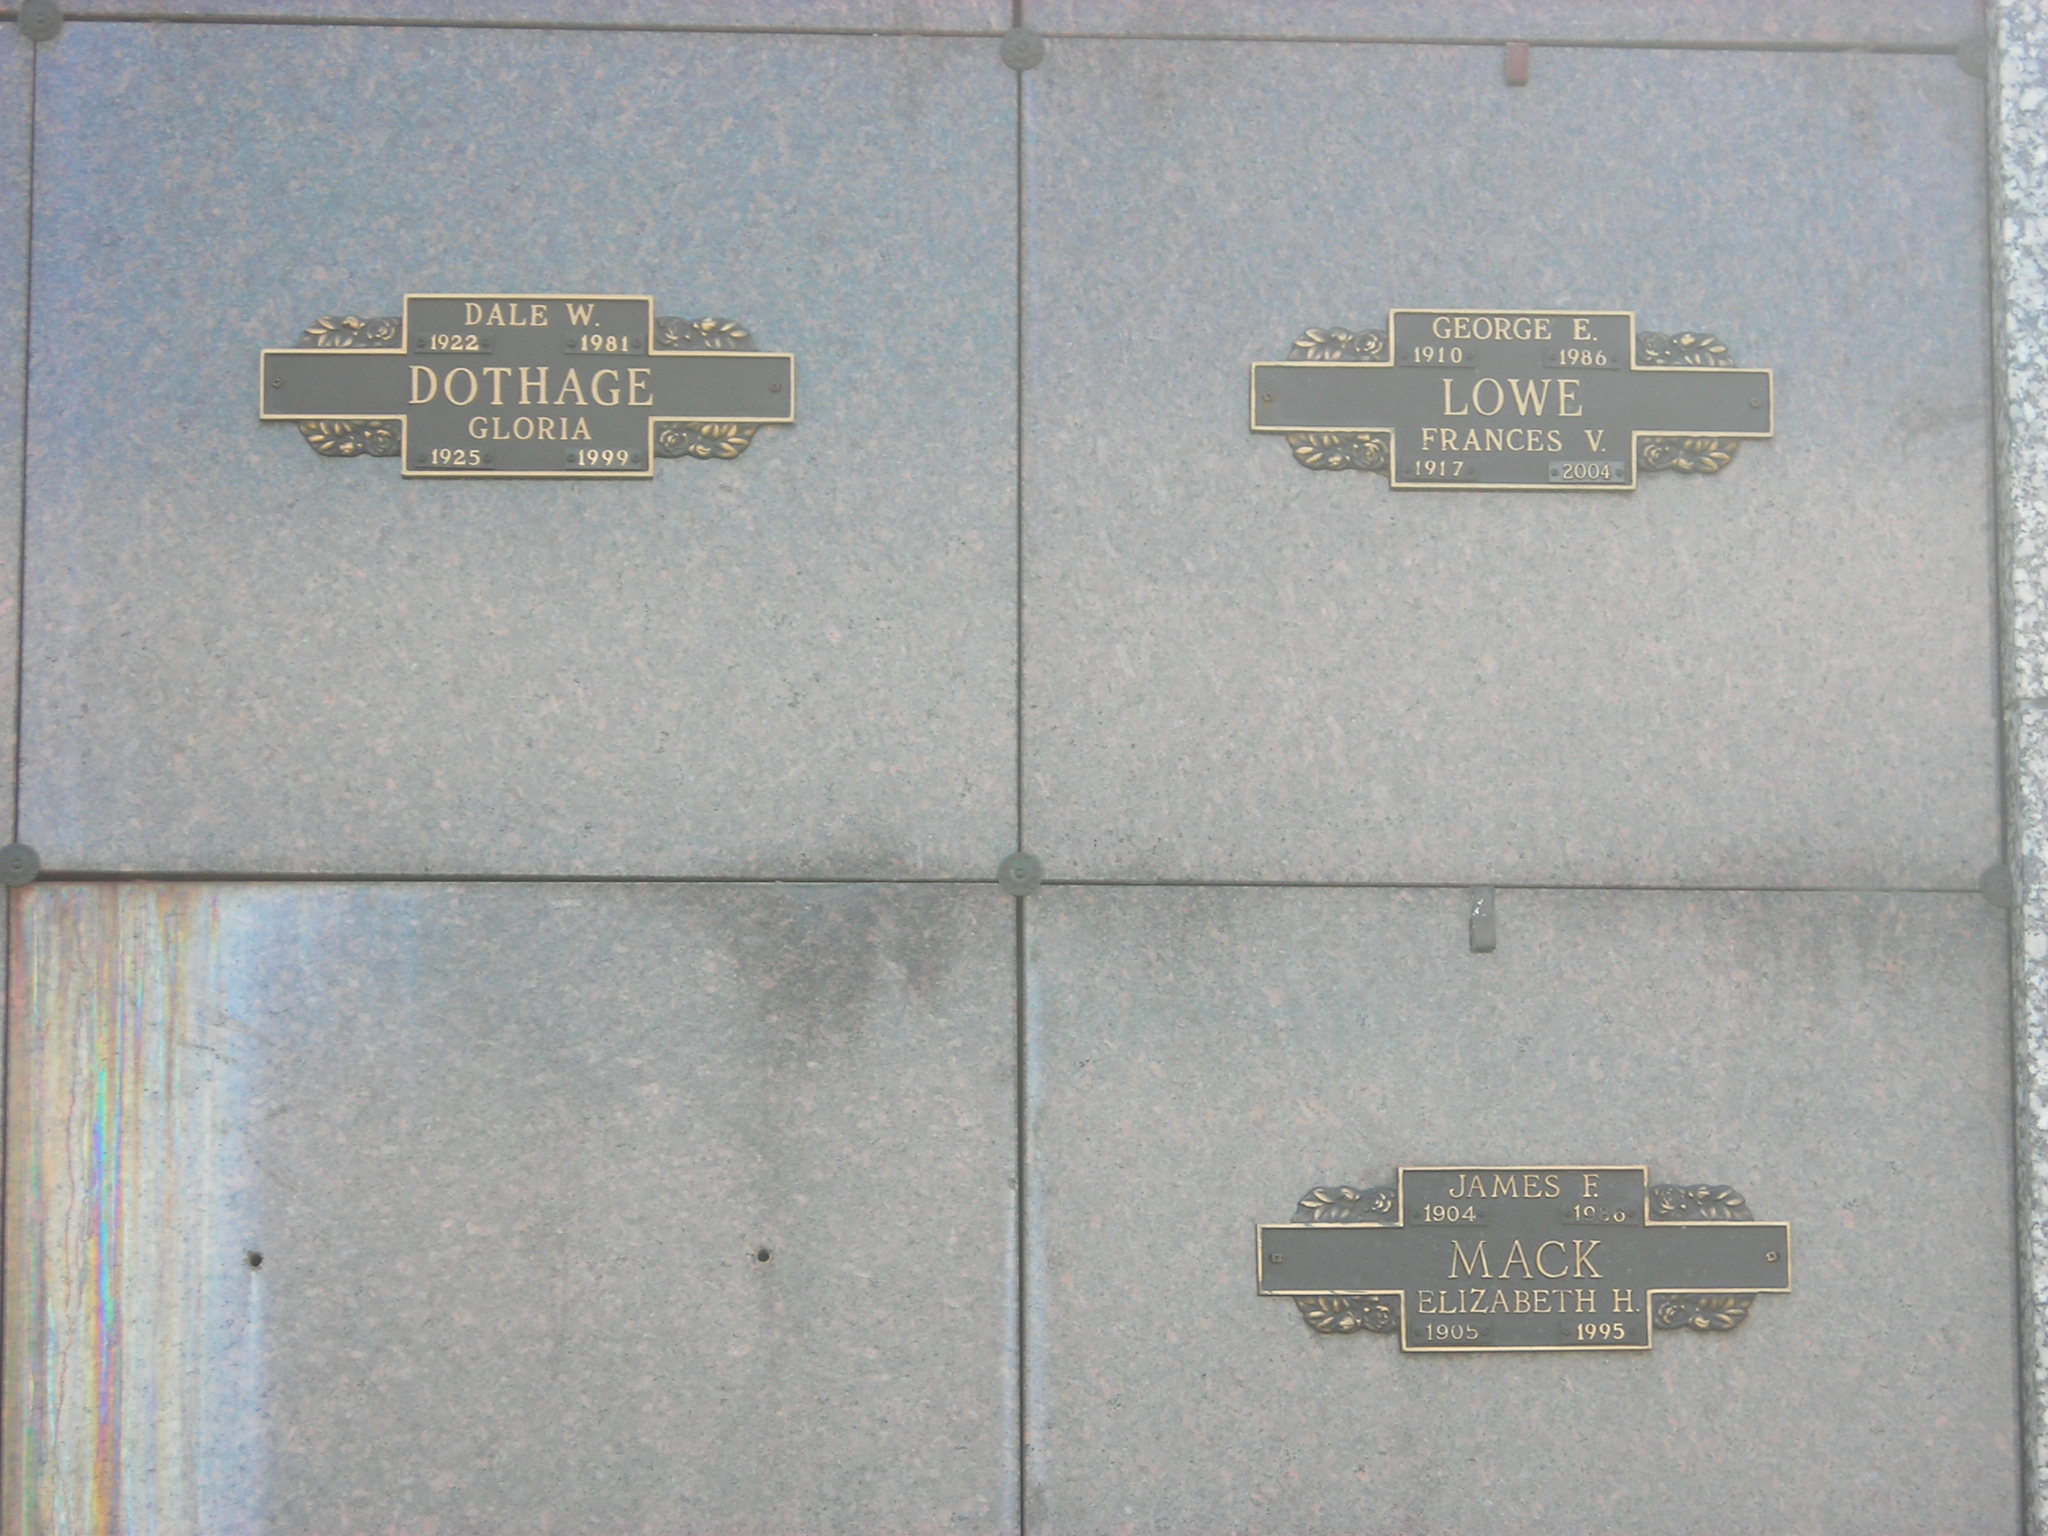 DALE W.
1922 1981
DOTHAGE
GLORIA
1925 1999
GEORGE E.
1910 1986
LOWE
FRANCES V.
1917 2004
JAMES F.
1904 1986
MACK
ELIZABETH H.
1905 1995